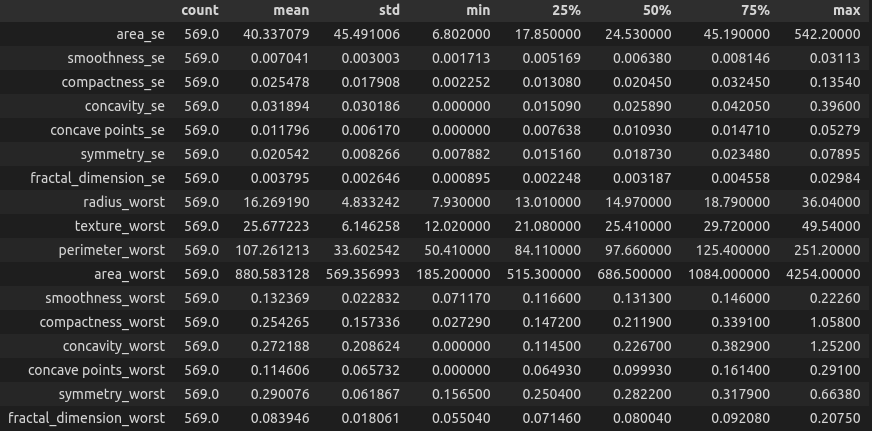 count mean std min 25% 50% 75% max
area_se 569.0 40.337079 45.491006 6.802000 17.850000 24.530000 45.190000 542.20000
smoothness_se 569.0 0.007041 0.003003 0.001713 0.005169 0.006380 0.008146 0.03113
compactness_se 569.0 0.025478 0.017908 0.002252 0.013080 0.020450 0.032450 0.13540
concavity_se 569.0 0.031894 0.030186 0.000000 0.015090 0.025890 0.042050 0.39600
concave points_se 569.0 0.011796 0.006170 0.000000 0.007638 0.010930 0.014710 0.05279
symmetry_se 569.0 0.020542 0.008266 0.007882 0.015160 0.018730 0.023480 0.07895
fractal_dimension_se 569.0 0.003795 0.002646 0.000895 0.002248 0.003187 0.004558 0.02984
radius_worst 569.0 16.269190 4.833242 7.930000 13.010000 14.970000 18.790000 36.04000
texture_worst 569.0 25.677223 6.146258 12.020000 21.080000 25.410000 29.720000 49.54000
perimeter_worst 569.0 107.261213 33.602542 50.410000 84.110000 97.660000 125.400000 251.20000
area_worst 569.0 880.583128 569.356993 185.200000 515.300000 686.500000 1084.000000 4254.00000
smoothness_worst 569.0 0.132369 0.022832 0.071170 0.116600 0.131300 0.146000 0.22260
compactness_worst 569.0 0.254265 0.157336 0.027290 0.147200 0.211900 0.339100 1.05800
concavity_worst 569.0 0.272188 0.208624 0.000000 0.114500 0.226700 0.382900 1.25200
concave points_worst 569.0 0.114606 0.065732 0.000000 0.064930 0.099930 0.161400 0.29100
symmetry_worst 569.0 0.290076 0.061867 0.156500 0.250400 0.282200 0.317900 0.66380
fractal_dimension_worst 569.0 0.083946 0.018061 0.055040 0.071460 0.080040 0.092080 0.20750